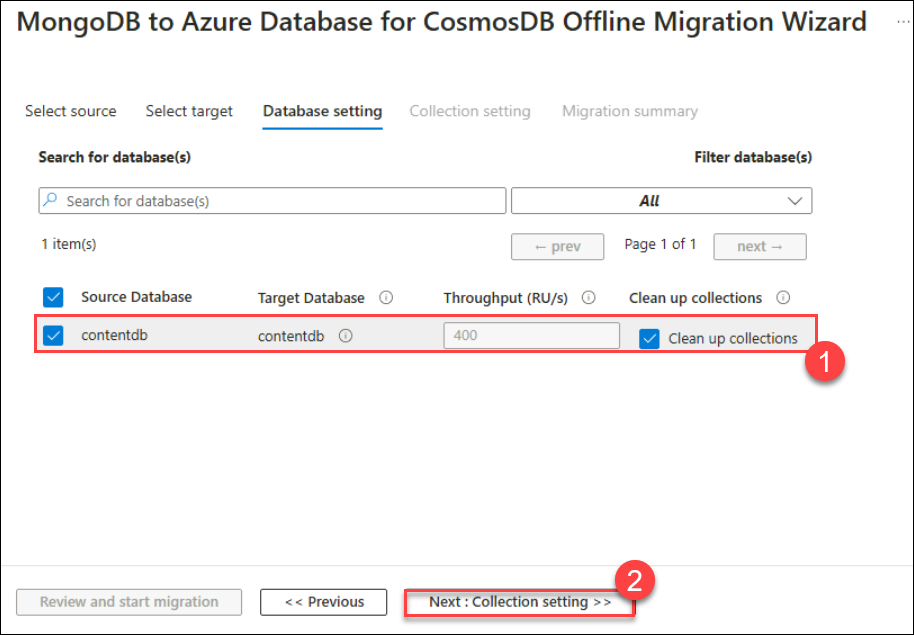 MongoDB to Azure Database for CosmosDB Offline Migration Wizard ...
Select source Select target Database setting Collection setting Migration summary
Search for database(s) Filter database(s)
Search for database(s) All
1 item(s) ← prev Page 1 of 1 next →
Source Database Target Database Throughput (RU/s) Clean up collections
contentdb contentdb 400 Clean up collections
1
2
Review and start migration << Previous Next : Collection setting >>